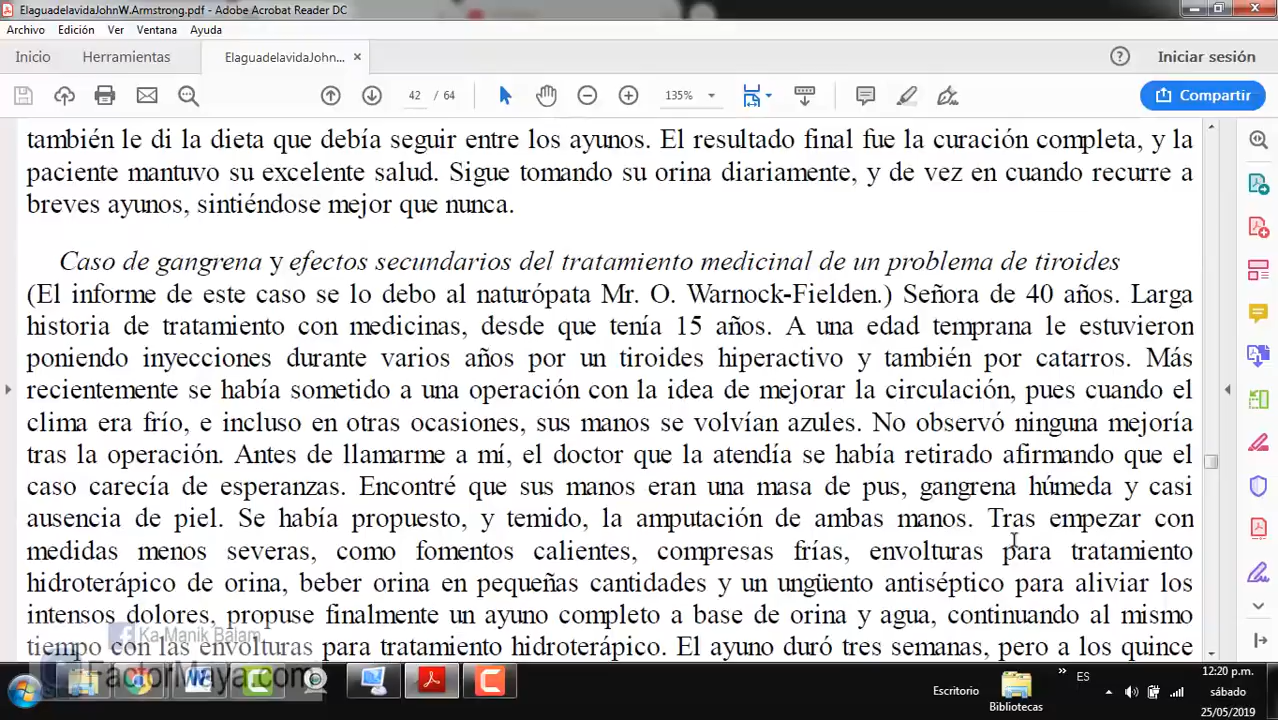 ElaguadelavidaJohnW.Armstrong.pdf - Adobe Acrobat Reader DC
Archivo Edición Ver Ventana Ayuda
Inicio Herramientas ElaguadelavidaJohn... × Iniciar sesión
42 / 64 135% Compartir
también le di la dieta que debía seguir entre los ayunos. El resultado final fue la curación completa, y la
paciente mantuvo su excelente salud. Sigue tomando su orina diariamente, y de vez en cuando recurre a
breves ayunos, sintiéndose mejor que nunca.
Caso de gangrena y efectos secundarios del tratamiento medicinal de un problema de tiroides
(El informe de este caso se lo debo al naturópata Mr. O. Warnock-Fielden.) Señora de 40 años. Larga
historia de tratamiento con medicinas, desde que tenía 15 años. A una edad temprana le estuvieron
poniendo inyecciones durante varios años por un tiroides hiperactivo y también por catarros. Más
recientemente se había sometido a una operación con la idea de mejorar la circulación, pues cuando el
clima era frío, e incluso en otras ocasiones, sus manos se volvían azules. No observó ninguna mejoría
tras la operación. Antes de llamarme a mí, el doctor que la atendía se había retirado afirmando que el
caso carecía de esperanzas. Encontré que sus manos eran una masa de pus, gangrena húmeda y casi
ausencia de piel. Se había propuesto, y temido, la amputación de ambas manos. Tras empezar con
medidas menos severas, como fomentos calientes, compresas frías, envolturas para tratamiento
hidroterápico de orina, beber orina en pequeñas cantidades y un ungüento antiséptico para aliviar los
intensos dolores, propuse finalmente un ayuno completo a base de orina y agua, continuando al mismo
tiempo con las envolturas para tratamiento hidroterápico. El ayuno duró tres semanas, pero a los quince
Ka Manik Balam
FactorMaya.com
Escritorio Bibliotecas » ES
12:20 p.m.
sábado
25/05/2019